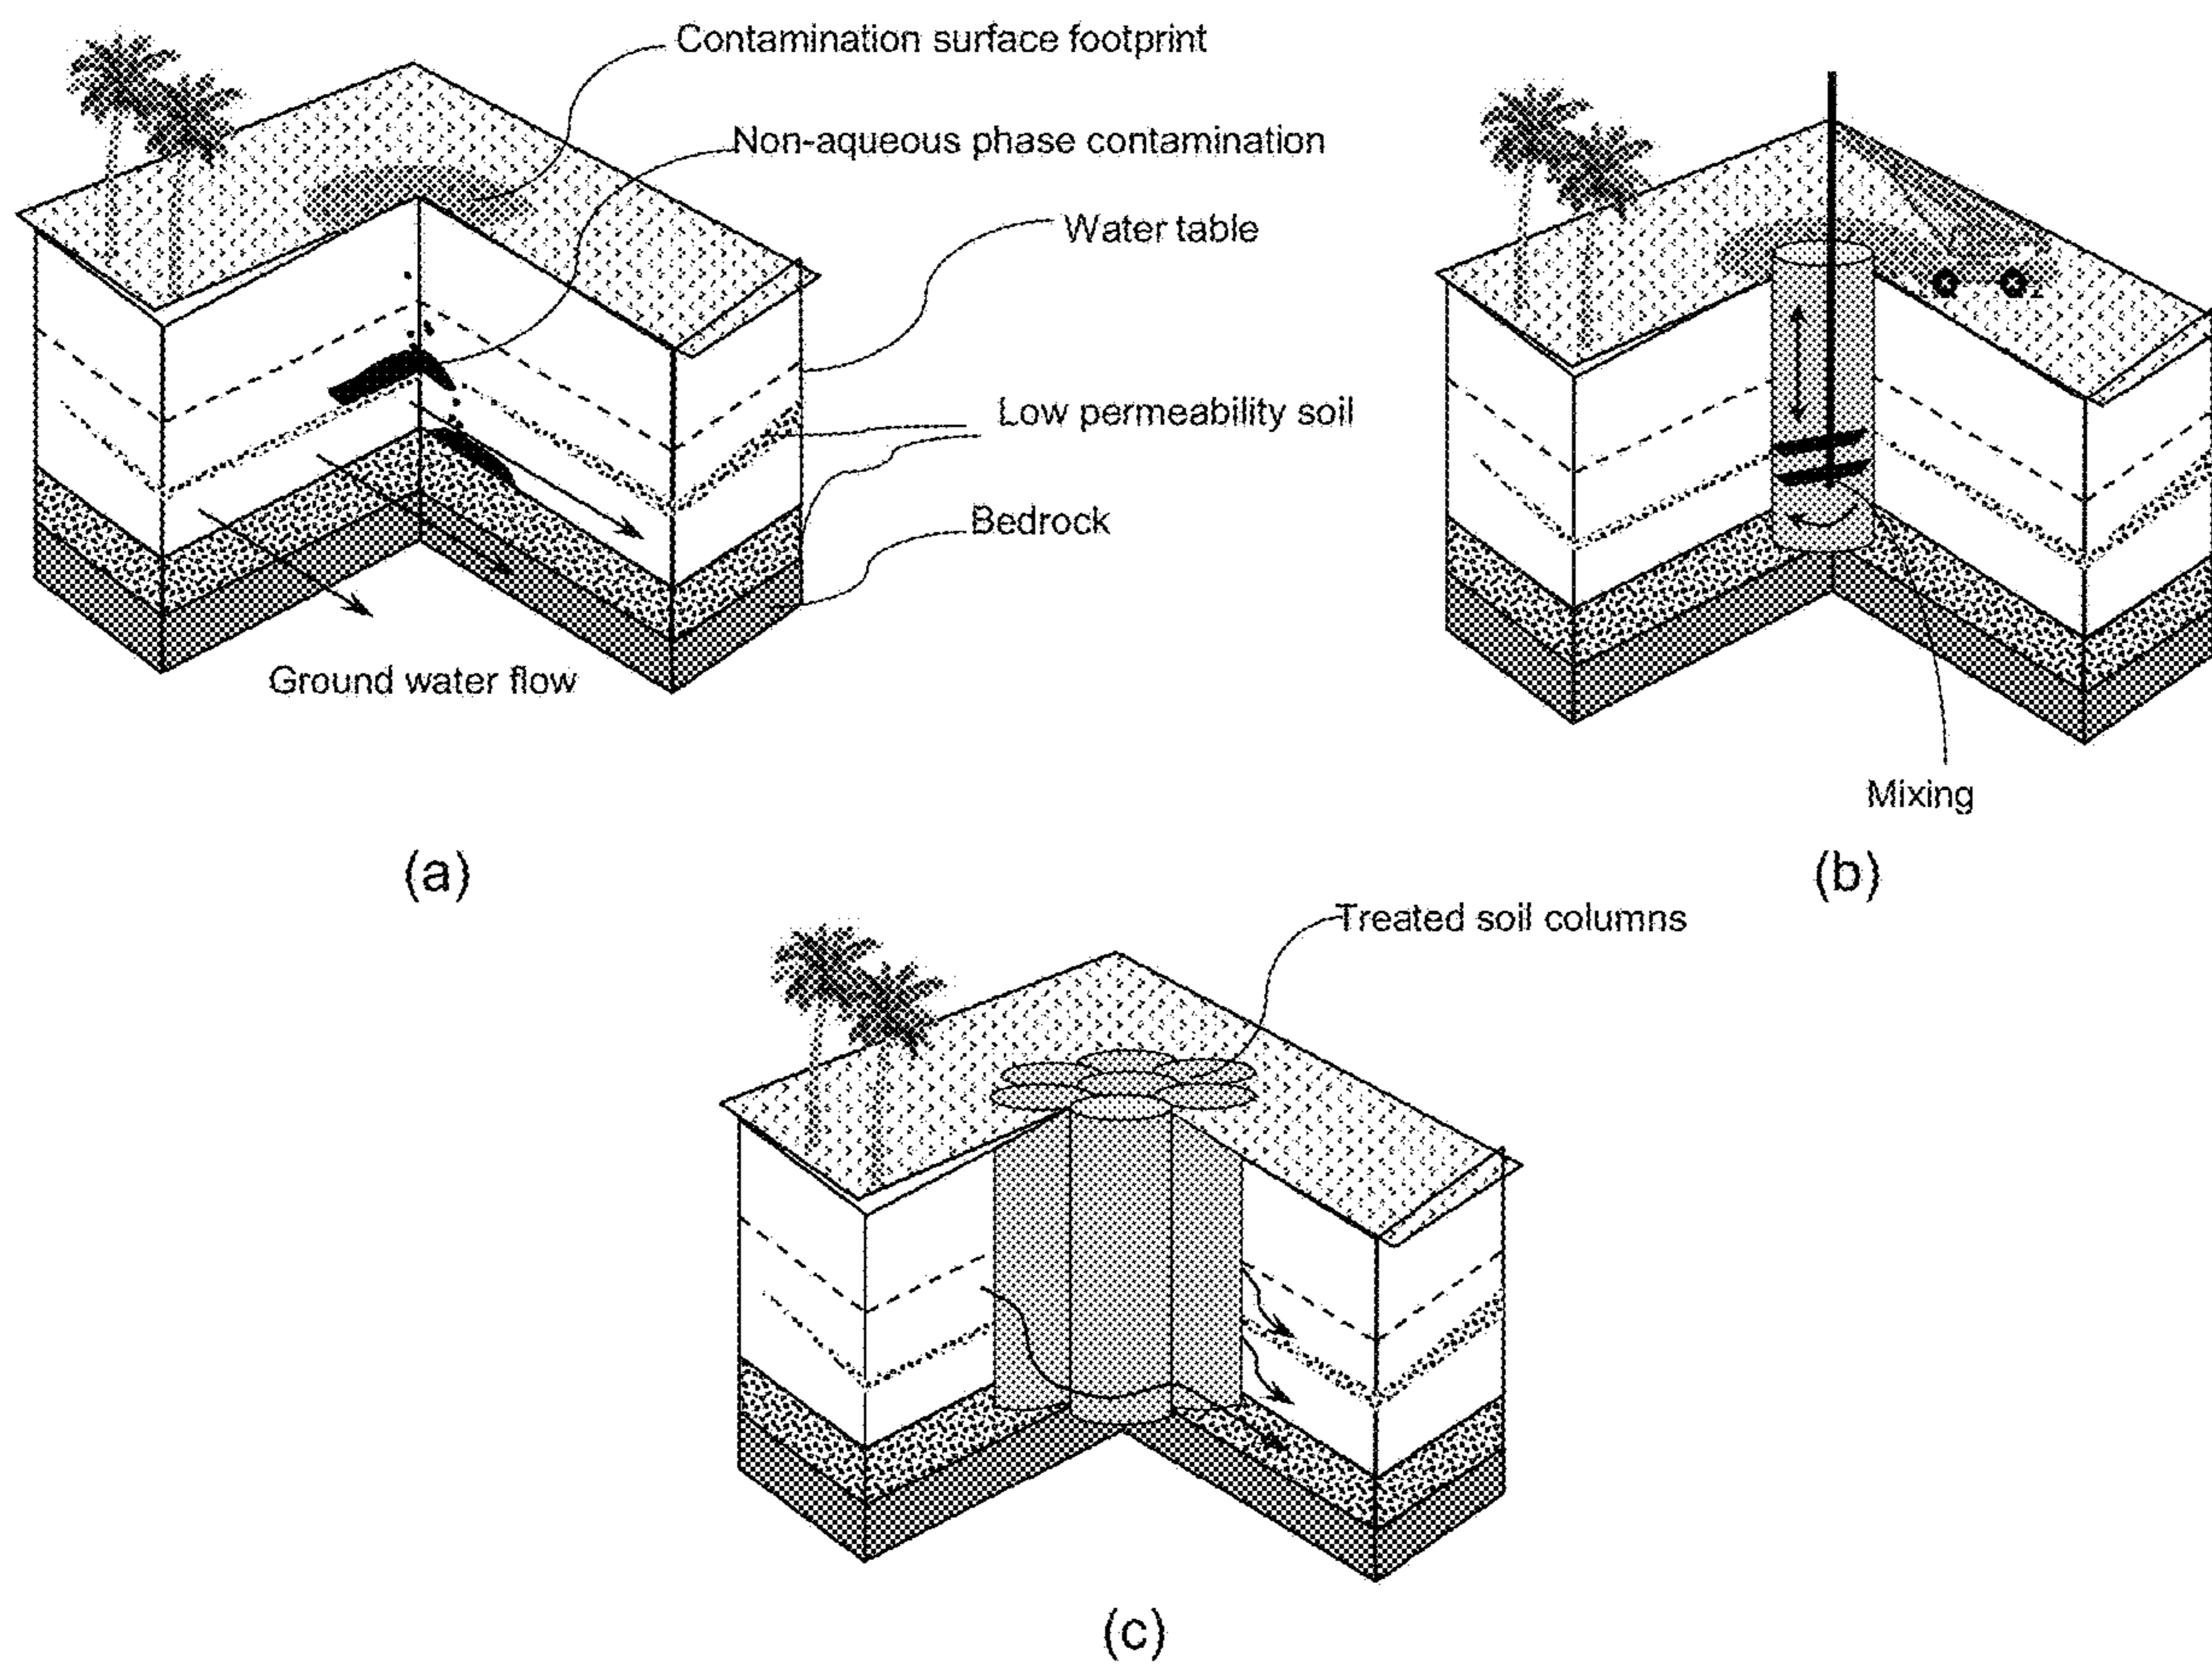 Contamination surface footprint
Non-aqueous phase contamination
Water table
Low permeability soil
Bedrock
Ground water flow
Mixing
(a)
(b)
Treated soil columns
(c)